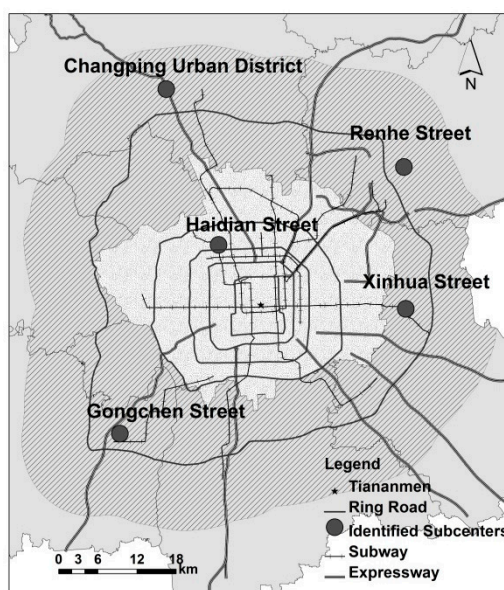 Changping Urban District
N
Renhe Street
Haidian Street
Xinhua Street
Gongchen Street
Legend
Tiananmen
Ring Road
Identified Subcenters
Subway
Expressway
0 3 6 12 18
km